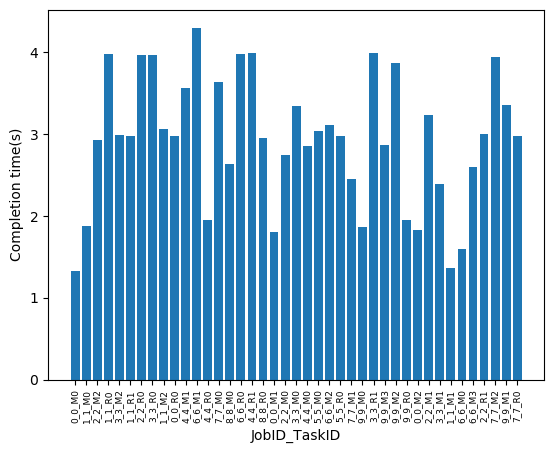 Completion time(s)
4
3
2
1
0
0_0_M0
1_1_M0
2_2_M2
1_1_R0
3_3_M2
1_1_R1
2_2_R0
3_3_R0
1_1_M2
0_0_R0
4_4_M1
6_6_M1
4_4_R0
7_7_M0
8_8_M0
6_6_R0
4_4_R1
8_8_R0
0_0_M1
2_2_M0
3_3_M0
4_4_M0
5_5_M0
6_6_M2
5_5_R0
7_7_M1
9_9_M0
3_3_R1
9_9_M3
9_9_M2
9_9_R0
0_0_M2
2_2_M1
3_3_M1
1_1_M1
6_6_M0
6_6_M3
2_2_R1
7_7_M2
9_9_M1
7_7_R0
JobID_TaskID